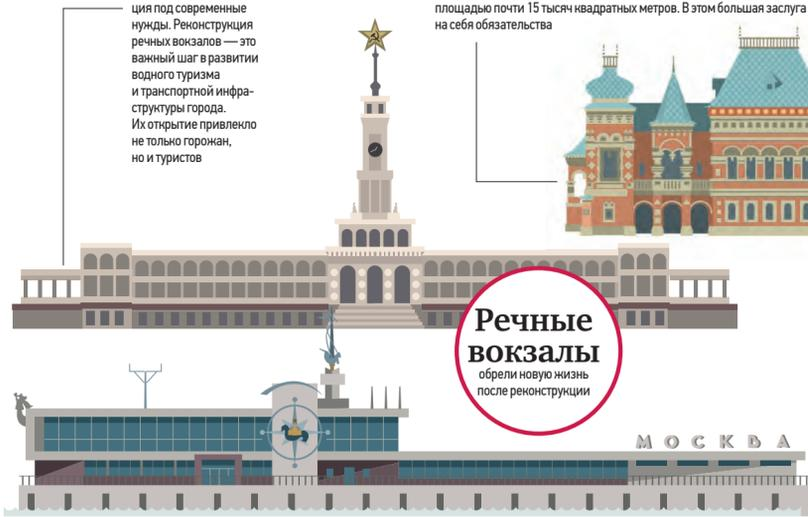 ция под современные
нужды. Реконструкция
речных вокзалов — это
важный шаг в развитии
водного туризма
и транспортной инфра-
структуры города.
Их открытие привлекло
не только горожан,
но и туристов
площадью почти 15 тысяч квадратных метров. В этом большая заслуга
на себя обязательства
Речные
вокзалы
обрели новую жизнь
после реконструкции
МОСКВА